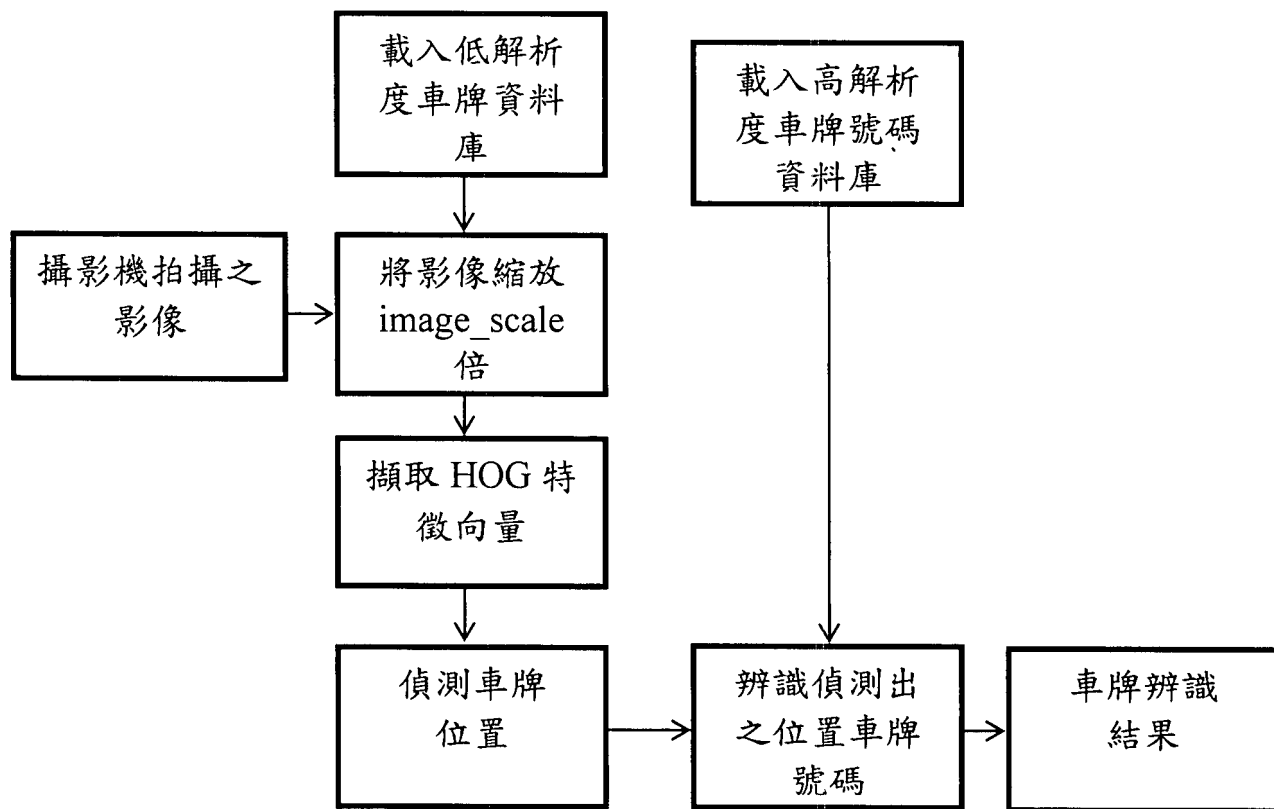 載入低解析
度車牌資料
庫
載入高解析
度車牌號碼
資料庫
攝影機拍攝之
影像
將影像縮放
image_scale
倍
擷取 HOG 特
徵向量
偵測車牌
位置
辨識偵測出
之位置車牌
號碼
車牌辨識
結果